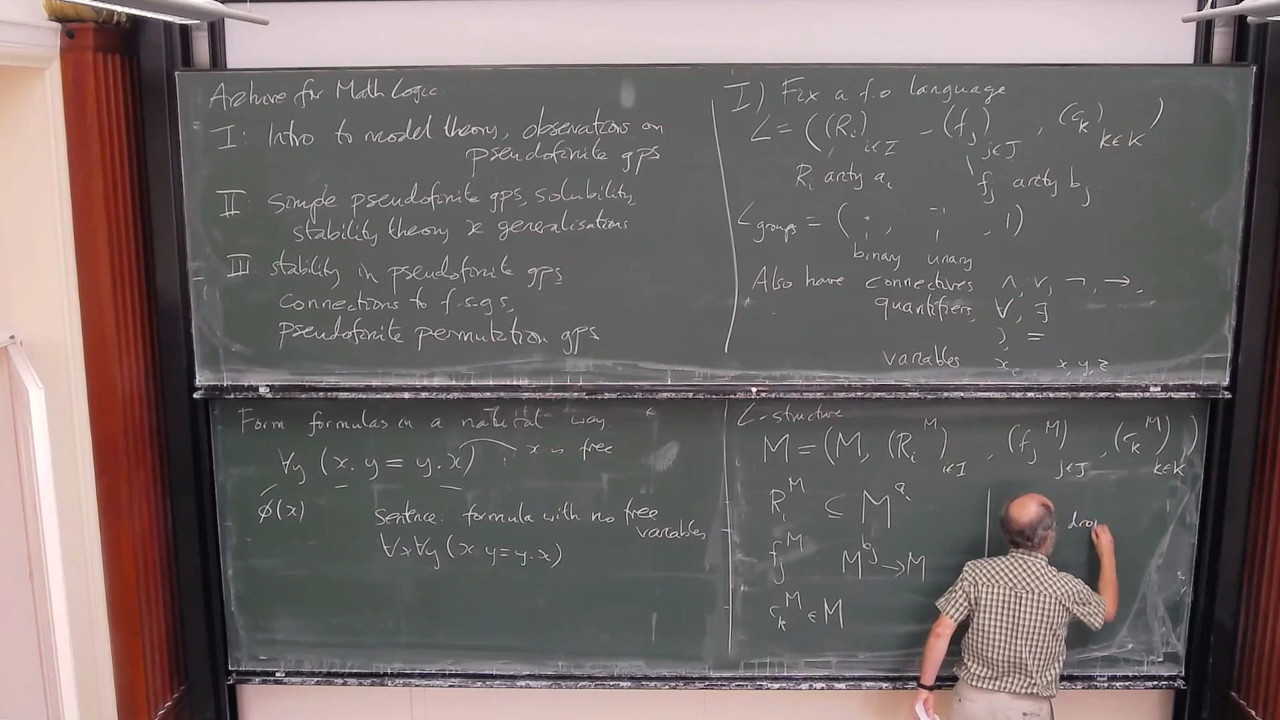 Archive for Math Logic
I: Intro to model theory, observations on
pseudofinite gps
II simple pseudofinite gps, solubility,
stability theory & generalisations
III stability in pseudofinite gps
connections to f.s.gs,
pseudofinite permutation gps
I) Fix a f.o language
L = ((R_i)_{i∈I}, (f_j)_{j∈J}, (c_k)_{k∈K})
R_i arity a_i f_j arity b_j
L_groups = (·, ⁻¹, 1)
binary unary
Also have connectives ∧, ∨, ¬, →,
quantifiers, ∀, ∃
), =
variables x_i, x, y, z
Form formulas in a natural way.
∀y (x.y = y.x) : x is free
φ(x) Sentence: formula with no free
variables
∀x∀y (x y = y.x)
L-structure
M = (M, (R_i^M)_{i∈I}, (f_j^M)_{j∈J}, (c_k^M)_{k∈K})
R_i^M ⊆ M^{a_i}
f_j^M M^{b_j} → M
c_k^M ∈ M